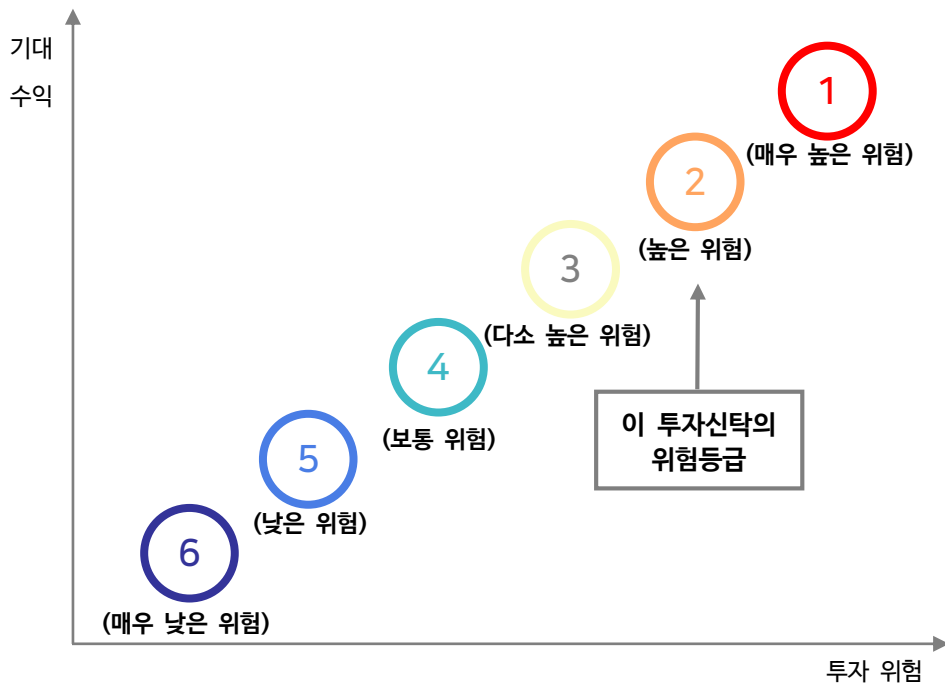 기대
수익
1
(매우 높은 위험)
2
(높은 위험)
3
(다소 높은 위험)
4
(보통 위험)
이 투자신탁의
위험등급
5
(낮은 위험)
6
(매우 낮은 위험)
투자 위험